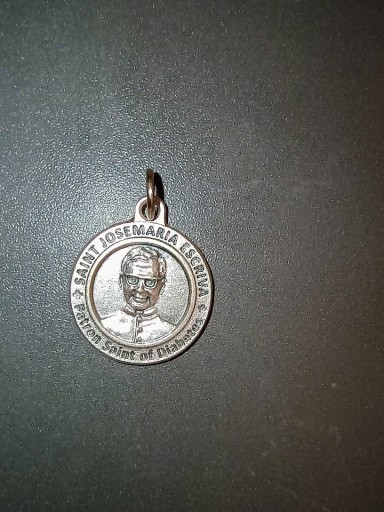 SAINT JOSEMARIA ESCRIVA
Patron Saint of Diabetes